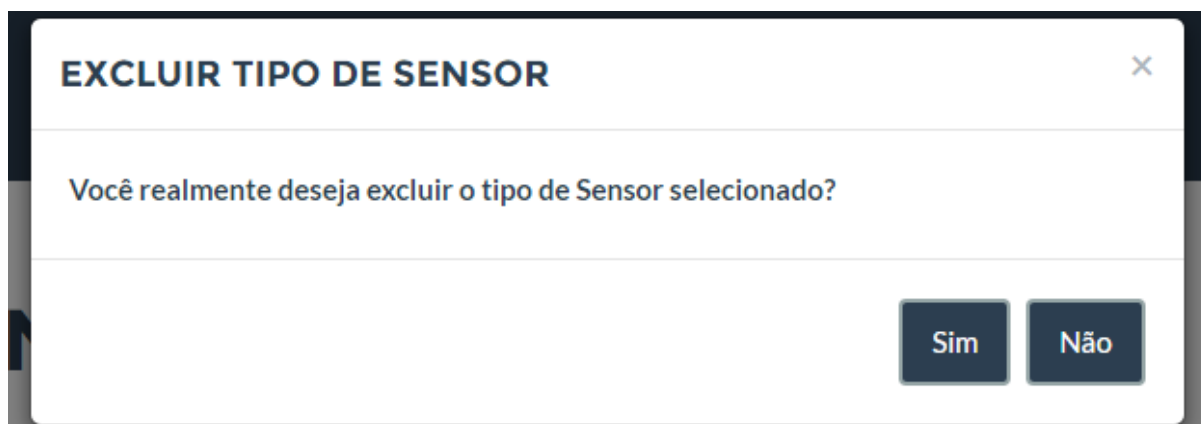 EXCLUIR TIPO DE SENSOR
×
Você realmente deseja excluir o tipo de Sensor selecionado?
Sim Não